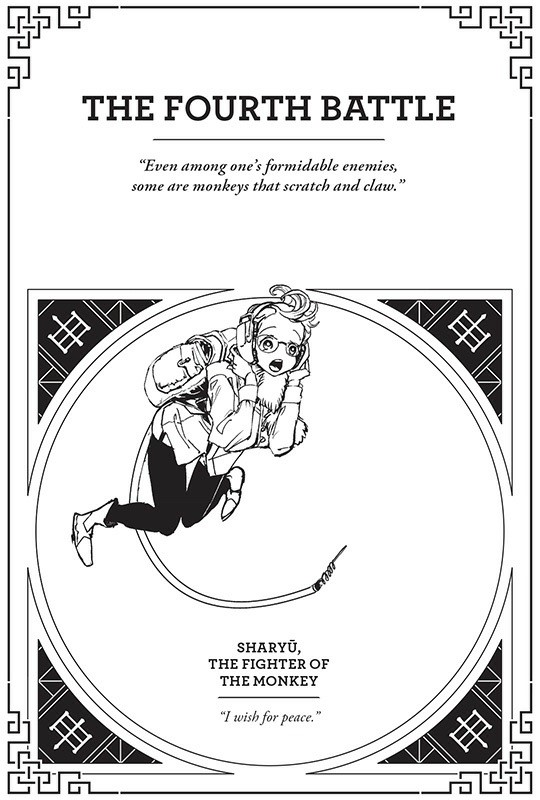 THE FOURTH BATTLE
“Even among one’s formidable enemies,
some are monkeys that scratch and claw.”
SHARYŪ,
THE FIGHTER OF
THE MONKEY
“I wish for peace.”